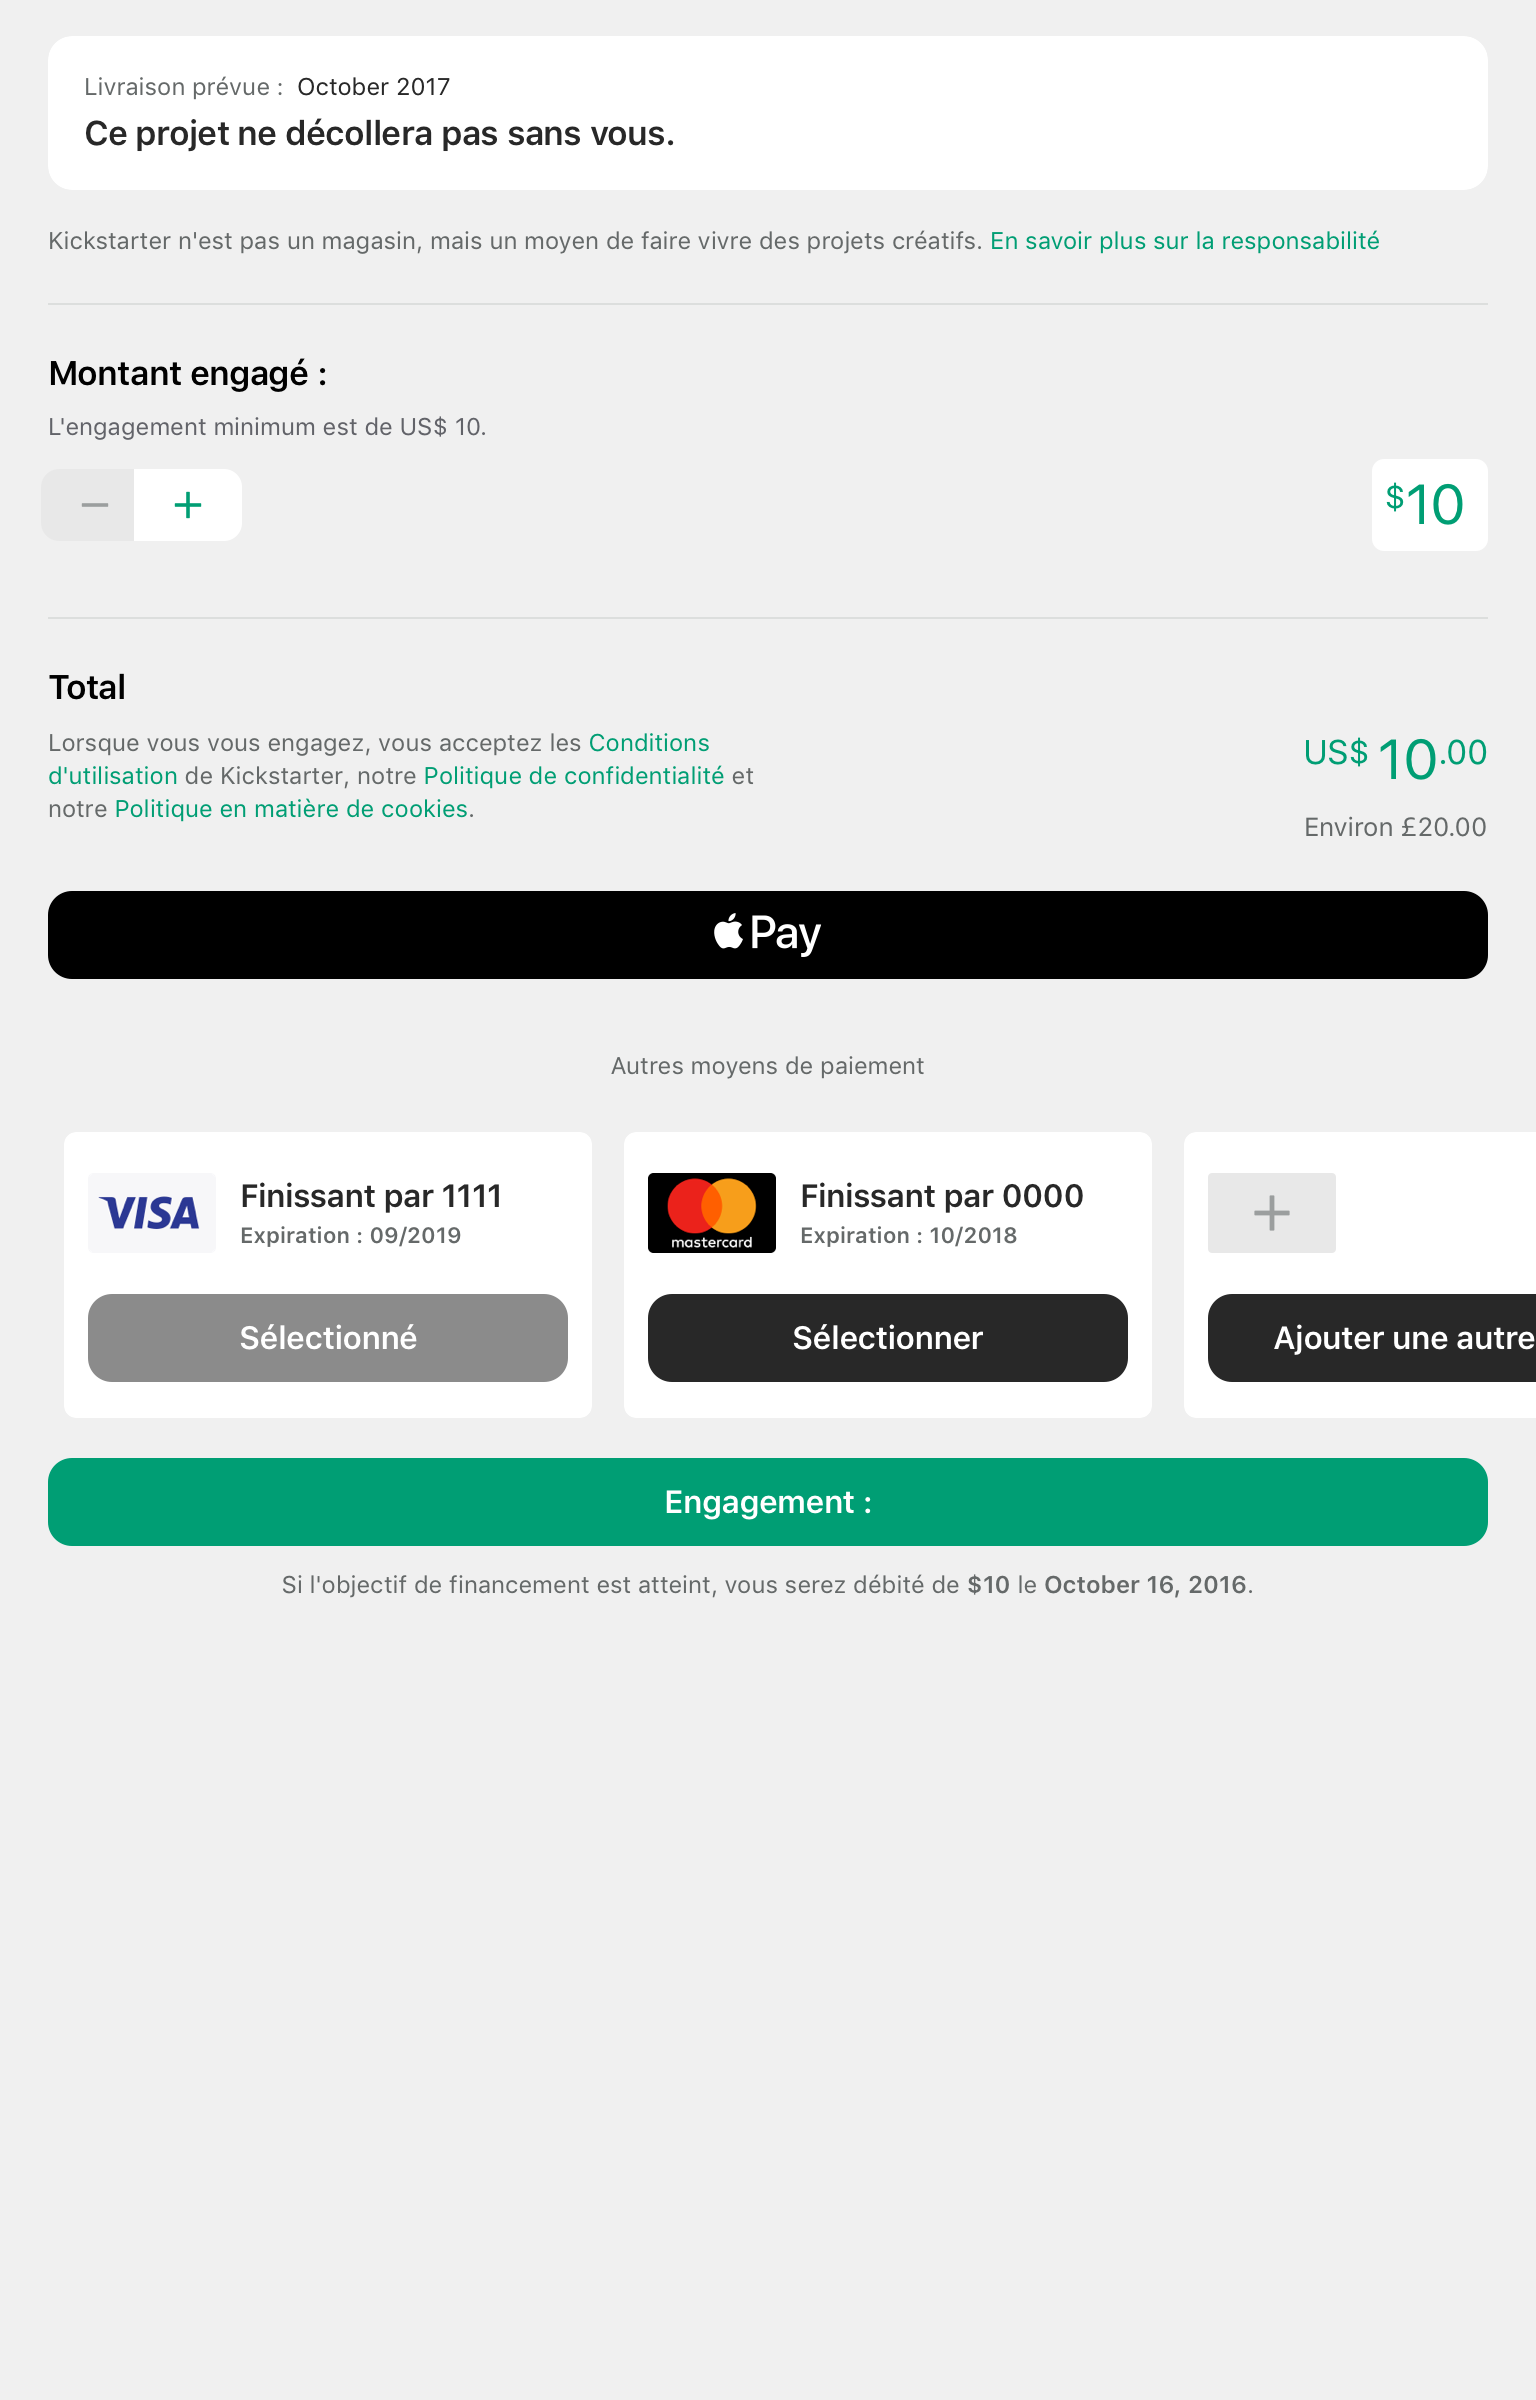 Livraison prévue : October 2017
Ce projet ne décollera pas sans vous.
Kickstarter n'est pas un magasin, mais un moyen de faire vivre des projets créatifs. En savoir plus sur la responsabilité
Montant engagé :
L'engagement minimum est de US$ 10.
$10
Total
Lorsque vous vous engagez, vous acceptez les Conditions
d'utilisation de Kickstarter, notre Politique de confidentialité et
notre Politique en matière de cookies.
US$ 10.00
Environ £20.00
Pay
Autres moyens de paiement
VISA
Finissant par 1111
Expiration : 09/2019
Sélectionné
mastercard
Finissant par 0000
Expiration : 10/2018
Sélectionner
Ajouter une autre
Engagement :
Si l'objectif de financement est atteint, vous serez débité de $10 le October 16, 2016.